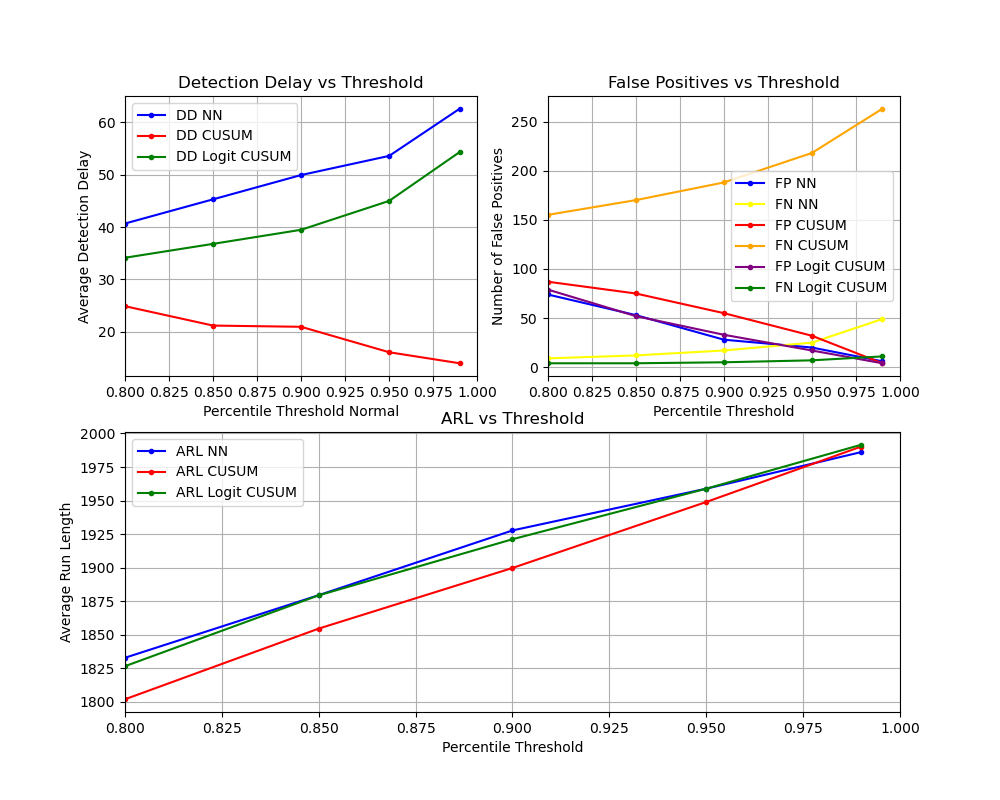 Detection Delay vs Threshold
DD NN
DD CUSUM
DD Logit CUSUM
Average Detection Delay
60
50
40
30
20
0.800 0.825 0.850 0.875 0.900 0.925 0.950 0.975 1.000
Percentile Threshold Normal
False Positives vs Threshold
FP NN
FN NN
FP CUSUM
FN CUSUM
FP Logit CUSUM
FN Logit CUSUM
Number of False Positives
250
200
150
100
50
0
0.800 0.825 0.850 0.875 0.900 0.925 0.950 0.975 1.000
Percentile Threshold
ARL vs Threshold
ARL NN
ARL CUSUM
ARL Logit CUSUM
Average Run Length
2000
1975
1950
1925
1900
1875
1850
1825
1800
0.800 0.825 0.850 0.875 0.900 0.925 0.950 0.975 1.000
Percentile Threshold